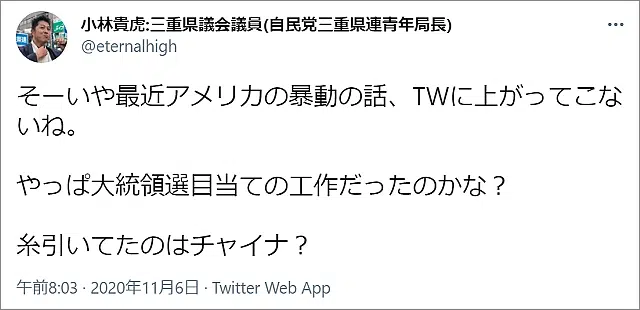 小林貴虎:三重県議会議員(自民党三重県連青年局長)
@eternalhigh
そーいや最近アメリカの暴動の話、TWに上がってこな
いね。
やっぱ大統領選目当ての工作だったのかな？
糸引いてたのはチャイナ？
午前8:03 · 2020年11月6日 · Twitter Web App